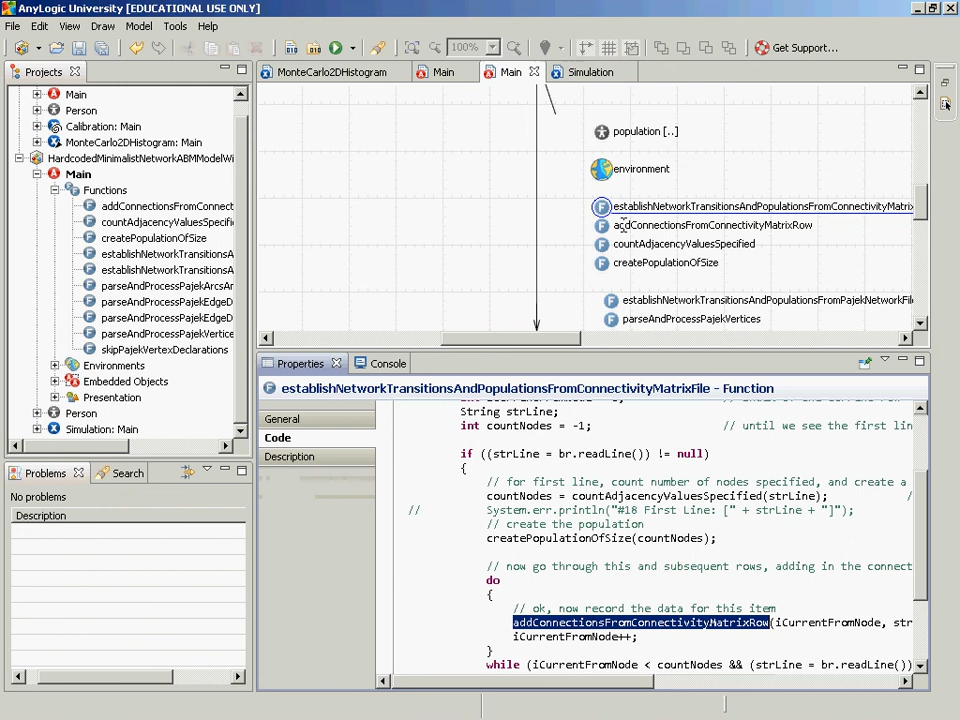 AnyLogic University [EDUCATIONAL USE ONLY]
File Edit View Draw Model Tools Help
100% Get Support...
Projects
MonteCarlo2DHistogram Main Main Simulation
Main
Person
Calibration: Main
MonteCarlo2DHistogram: Main
HardcodedMinimalistNetworkABMModelWi
Main
Functions
addConnectionsFromConnect
countAdjacencyValuesSpecifi
createPopulationOfSize
establishNetworkTransitionsA
establishNetworkTransitionsA
parseAndProcessPajekArcsAr
parseAndProcessPajekEdgeD
parseAndProcessPajekEdgeD
parseAndProcessPajekVertice
skipPajekVertexDeclarations
Environments
Embedded Objects
Presentation
Person
Simulation: Main
population [..]
environment
establishNetworkTransitionsAndPopulationsFromConnectivityMatrix
addConnectionsFromConnectivityMatrixRow
countAdjacencyValuesSpecified
createPopulationOfSize
establishNetworkTransitionsAndPopulationsFromPajekNetworkFil
parseAndProcessPajekVertices
Problems Search
No problems
Description
Properties Console
establishNetworkTransitionsAndPopulationsFromConnectivityMatrixFile - Function
General
Code
Description
String strLine;
int countNodes = -1; // until we see the first lin
if ((strLine = br.readLine()) != null)
{
// for first line, count number of nodes specified, and create a
countNodes = countAdjacencyValuesSpecified(strLine); /
// System.err.println("#18 First Line: [" + strLine + "]");
// create the population
createPopulationOfSize(countNodes);
// now go through this and subsequent rows, adding in the connect
do
{
// ok, now record the data for this item
addConnectionsFromConnectivityMatrixRow(iCurrentFromNode, str
iCurrentFromNode++;
}
while (iCurrentFromNode < countNodes && (strLine = br.readLine())